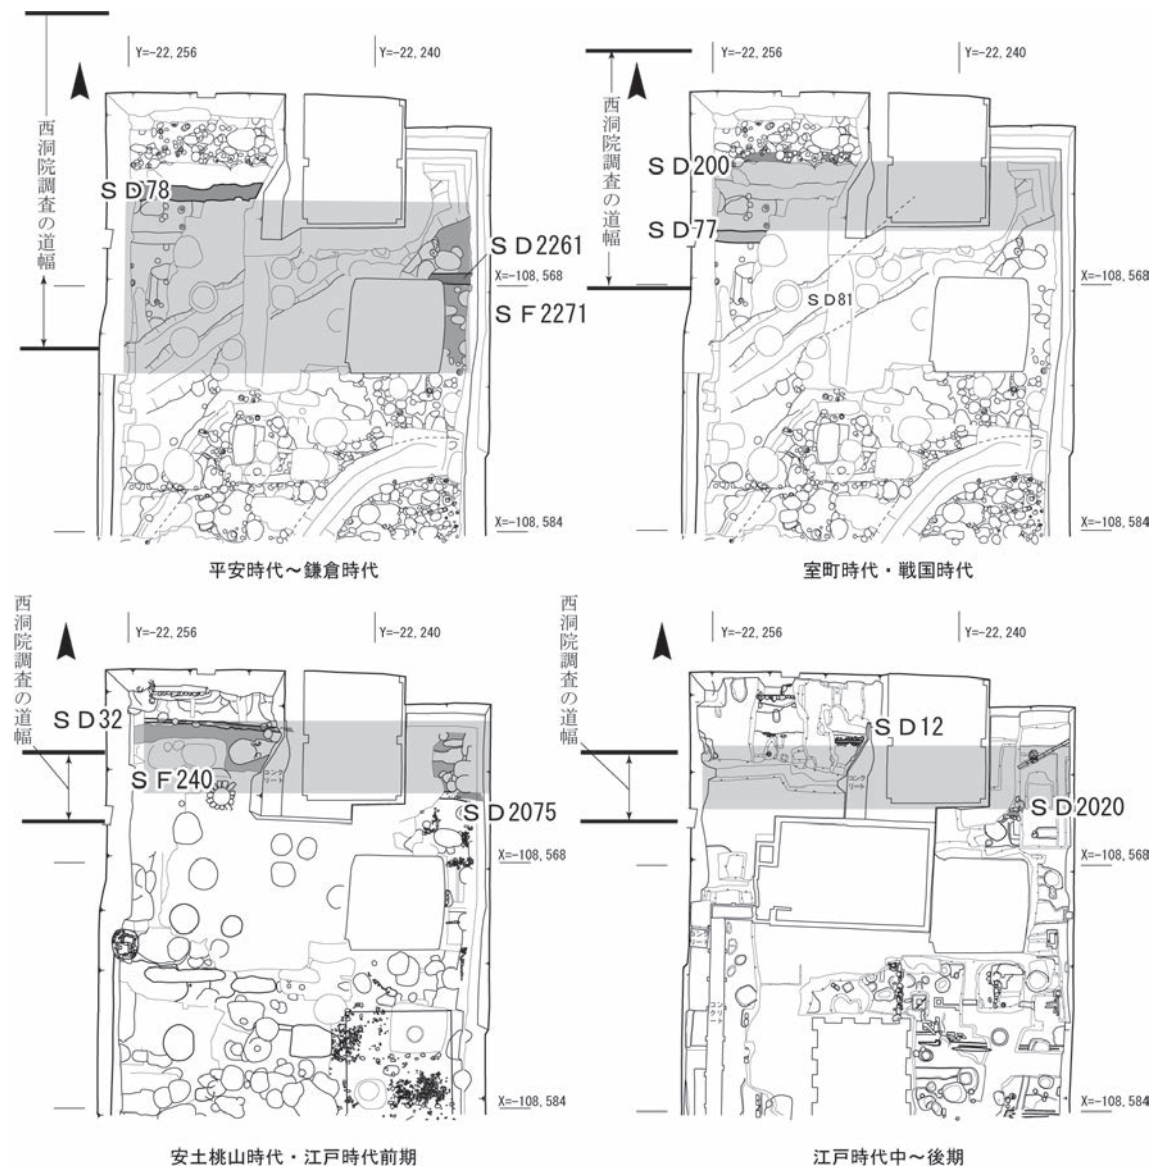 Y=-22,256
Y=-22,240
西洞院調査の道幅
SD78
SD2261
X=-108,568
SF2271
X=-108,584
平安時代~鎌倉時代
Y=-22,256
Y=-22,240
西洞院調査の道幅
SD200
SD77
X=-108,568
SD81
X=-108,584
室町時代・戦国時代
西洞院調査の道幅
Y=-22,256
Y=-22,240
SD32
コンクリート
SF240
SD2075
X=-108,568
X=-108,584
安土桃山時代・江戸時代前期
西洞院調査の道幅
Y=-22,256
Y=-22,240
SD12
コンクリート
SD2020
X=-108,568
コンクリート
コンクリート
X=-108,584
江戸時代中~後期